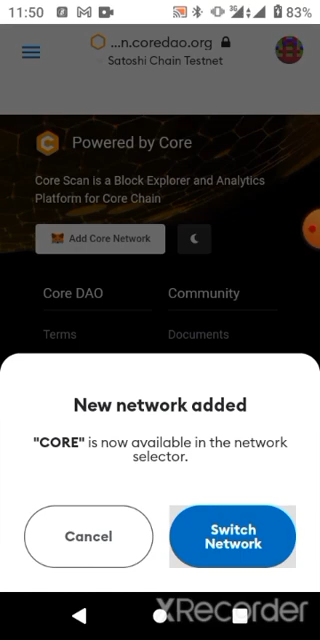 11:50
3G
83%
...n.coredao.org
Satoshi Chain Testnet
Powered by Core
Core Scan is a Block Explorer and Analytics
Platform for Core Chain
Add Core Network
Core DAO
Community
Terms
Documents
New network added
"CORE" is now available in the network
selector.
Cancel
Switch
Network
XRecorder